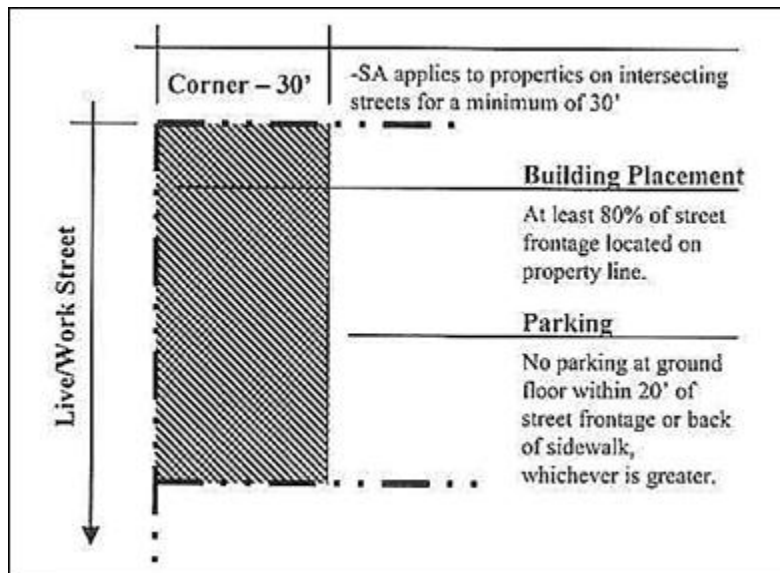 Corner – 30'
-SA applies to properties on intersecting
streets for a minimum of 30'
Building Placement
At least 80% of street
frontage located on
property line.
Parking
No parking at ground
floor within 20' of
street frontage or back
of sidewalk,
whichever is greater.
Live/Work Street